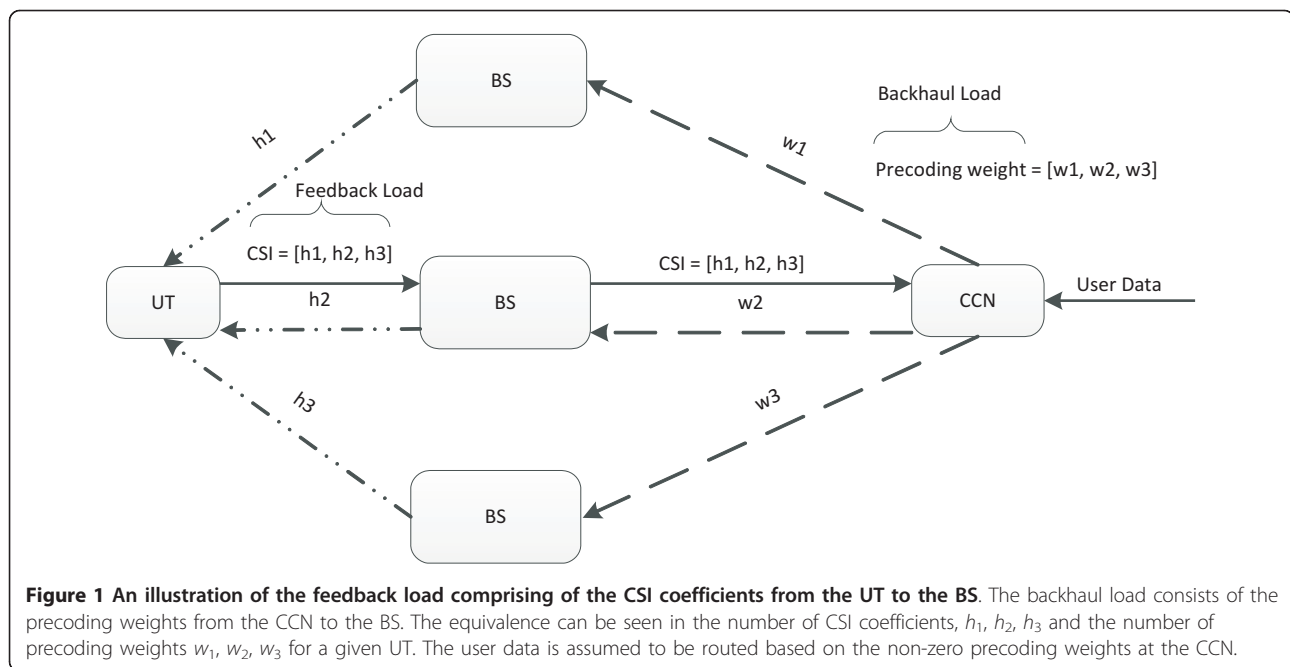 BS
Backhaul Load
h1
w1
Precoding weight = [w1, w2, w3]
Feedback Load
CSI = [h1, h2, h3]
CSI = [h1, h2, h3]
User Data
UT
h2
BS
w2
CCN
h3
w3
BS
Figure 1 An illustration of the feedback load comprising of the CSI coefficients from the UT to the BS. The backhaul load consists of the
precoding weights from the CCN to the BS. The equivalence can be seen in the number of CSI coefficients, h₁, h₂, h₃ and the number of
precoding weights w₁, w₂, w₃ for a given UT. The user data is assumed to be routed based on the non-zero precoding weights at the CCN.